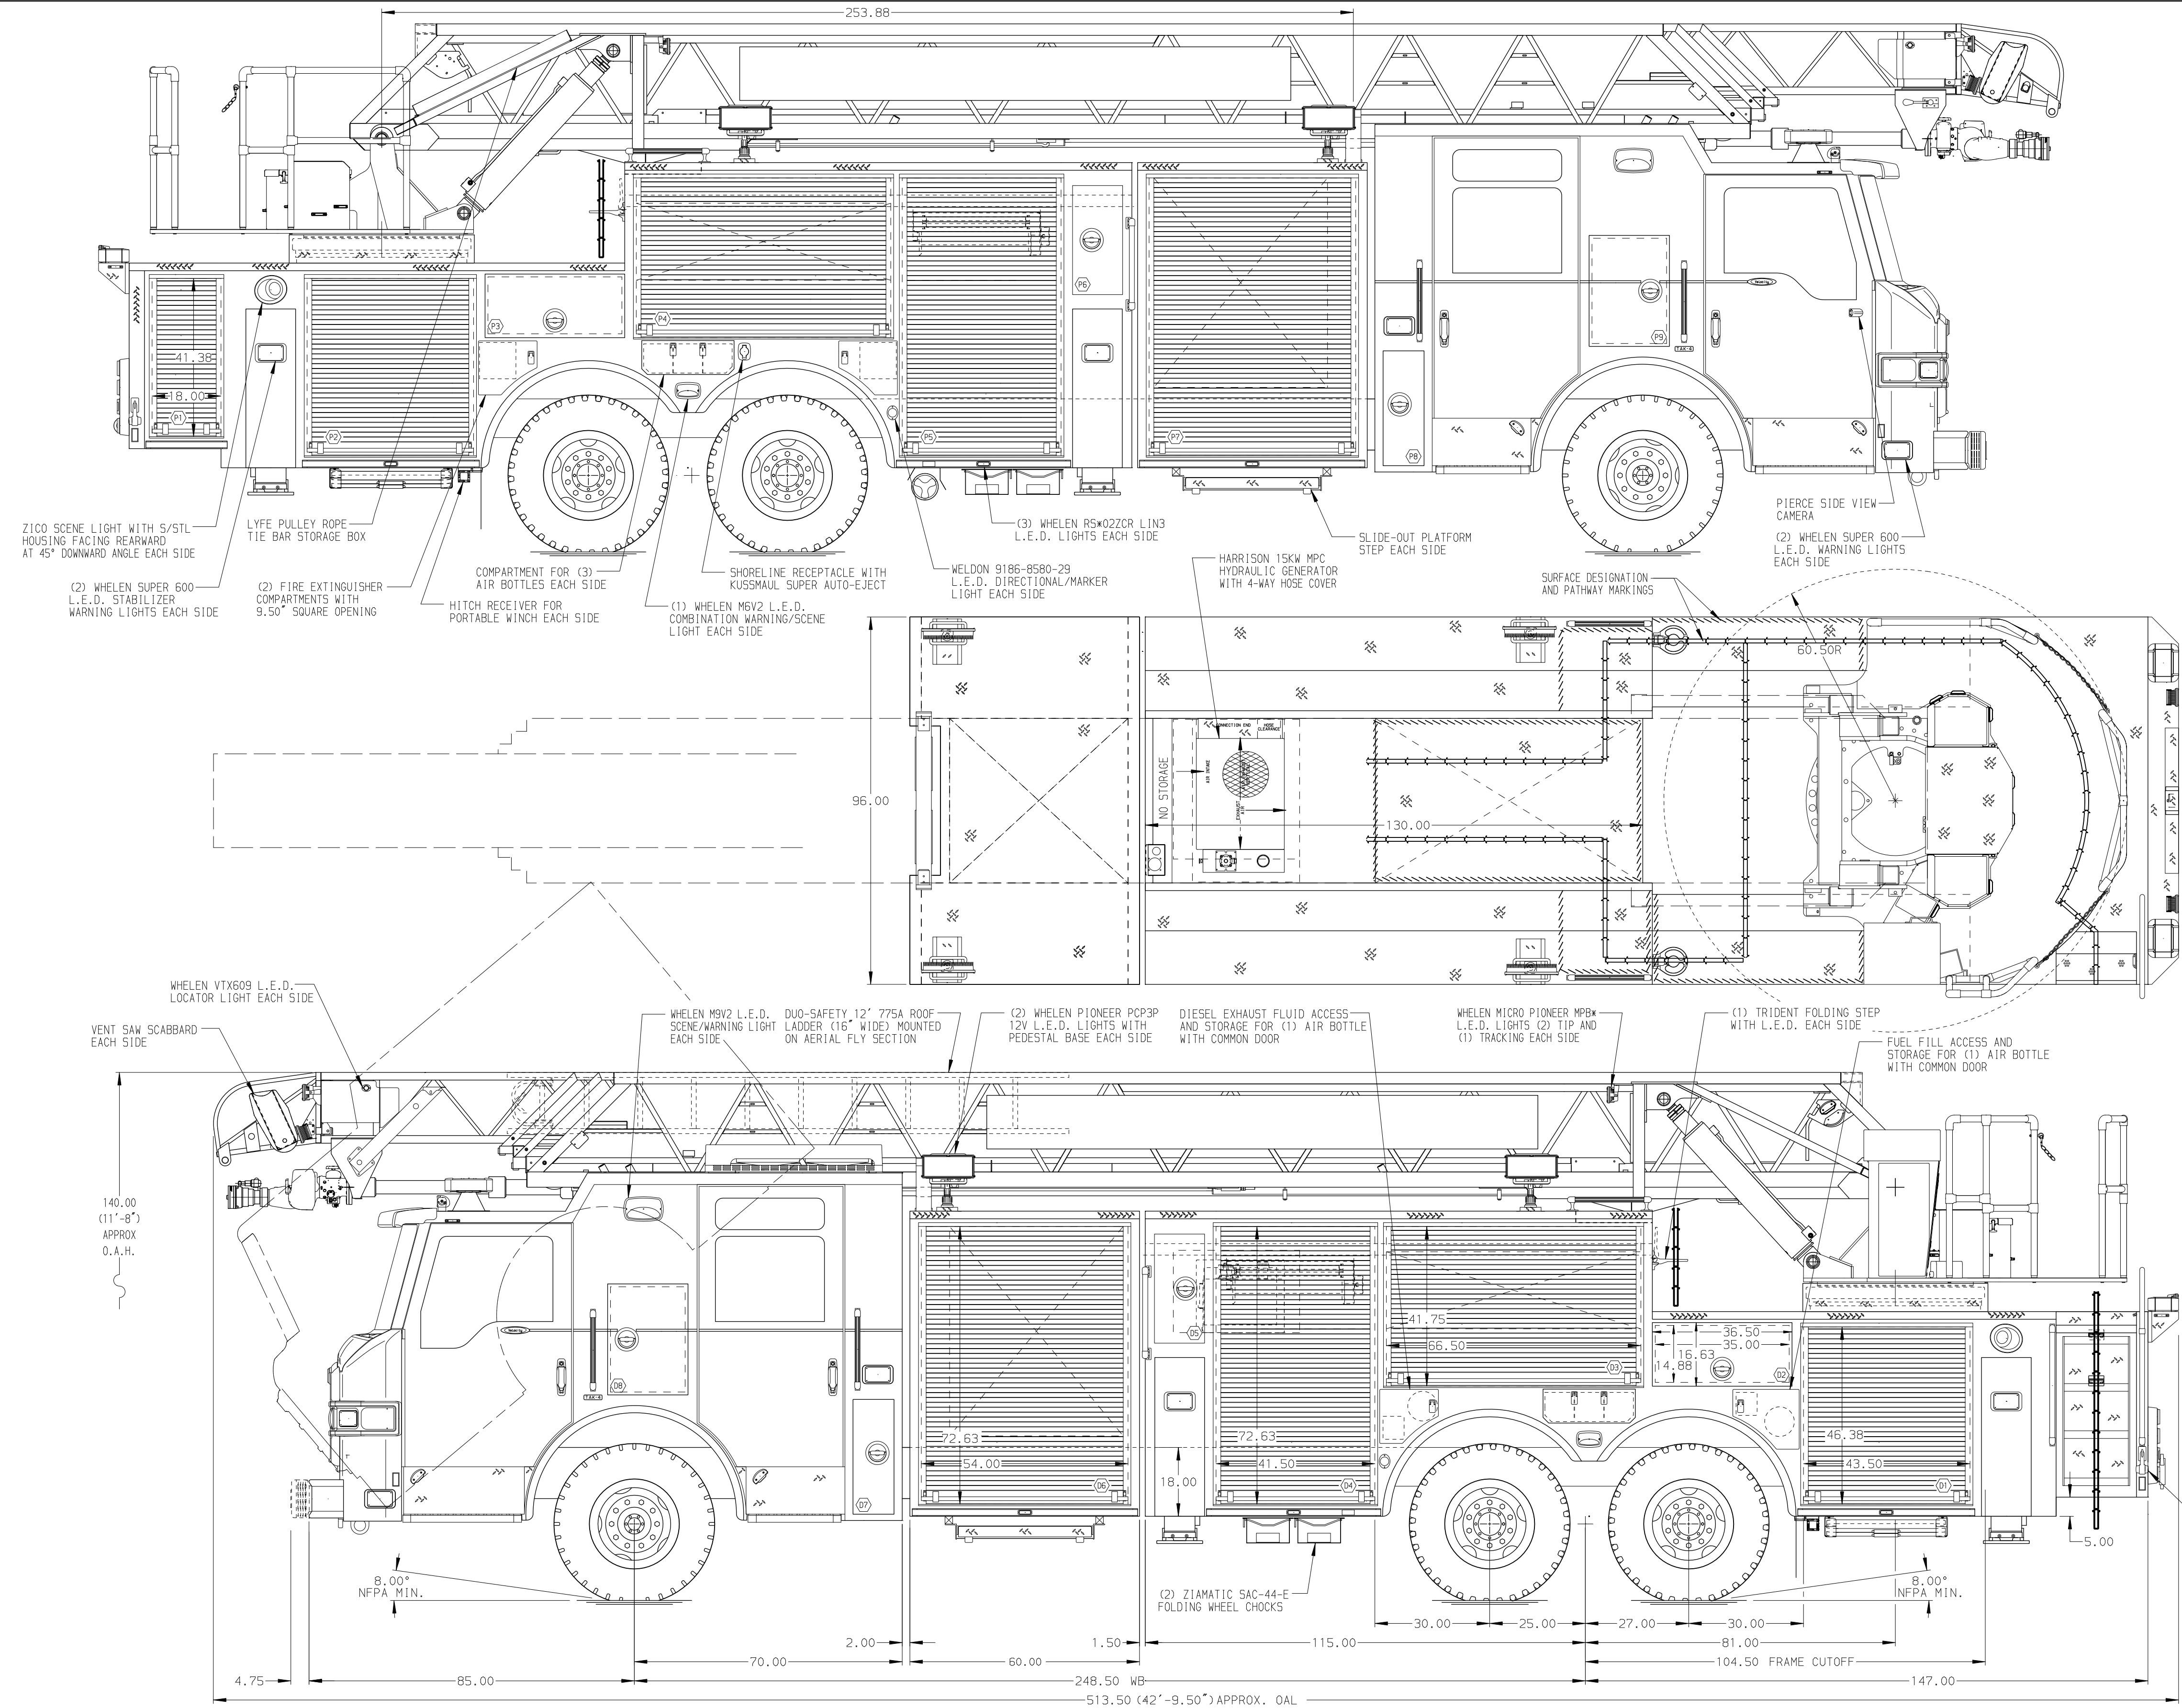 253.88
41.38
18.00
P1
P2
P3
P4
P5
P6
P7
P8
P9
TAK-4
Velocity
ZICO SCENE LIGHT WITH S/STL
HOUSING FACING REARWARD
AT 45° DOWNWARD ANGLE EACH SIDE
LYFE PULLEY ROPE
TIE BAR STORAGE BOX
(2) WHELEN SUPER 600
L.E.D. STABILIZER
WARNING LIGHTS EACH SIDE
(2) FIRE EXTINGUISHER
COMPARTMENTS WITH
9.50" SQUARE OPENING
HITCH RECEIVER FOR
PORTABLE WINCH EACH SIDE
COMPARTMENT FOR (3)
AIR BOTTLES EACH SIDE
(1) WHELEN M6V2 L.E.D.
COMBINATION WARNING/SCENE
LIGHT EACH SIDE
SHORELINE RECEPTACLE WITH
KUSSMAUL SUPER AUTO-EJECT
WELDON 9186-8580-29
L.E.D. DIRECTIONAL/MARKER
LIGHT EACH SIDE
(3) WHELEN RS*02ZCR LIN3
L.E.D. LIGHTS EACH SIDE
HARRISON 15KW MPC
HYDRAULIC GENERATOR
WITH 4-WAY HOSE COVER
SLIDE-OUT PLATFORM
STEP EACH SIDE
SURFACE DESIGNATION
AND PATHWAY MARKINGS
PIERCE SIDE VIEW
CAMERA
(2) WHELEN SUPER 600
L.E.D. WARNING LIGHTS
EACH SIDE
60.50R
96.00
NO STORAGE
CONNECTION END
HOSE
CLEARANCE
AIR INTAKE
EXHAUST
AIR
130.00
WHELEN VTX609 L.E.D.
LOCATOR LIGHT EACH SIDE
VENT SAW SCABBARD
EACH SIDE
WHELEN M9V2 L.E.D.
SCENE/WARNING LIGHT
EACH SIDE
DUO-SAFETY 12' 775A ROOF
LADDER (16" WIDE) MOUNTED
ON AERIAL FLY SECTION
(2) WHELEN PIONEER PCP3P
12V L.E.D. LIGHTS WITH
PEDESTAL BASE EACH SIDE
DIESEL EXHAUST FLUID ACCESS
AND STORAGE FOR (1) AIR BOTTLE
WITH COMMON DOOR
WHELEN MICRO PIONEER MPB*
L.E.D. LIGHTS (2) TIP AND
(1) TRACKING EACH SIDE
(1) TRIDENT FOLDING STEP
WITH L.E.D. EACH SIDE
FUEL FILL ACCESS AND
STORAGE FOR (1) AIR BOTTLE
WITH COMMON DOOR
140.00
(11'-8")
APPROX
O.A.H.
Velocity
TAK-4
D8
D7
D6
D5
D4
D3
D2
D1
72.63
54.00
72.63
41.50
18.00
41.75
66.50
36.50
35.00
16.63
14.88
46.38
43.50
5.00
8.00°
NFPA MIN.
8.00°
NFPA MIN.
(2) ZIAMATIC SAC-44-E
FOLDING WHEEL CHOCKS
30.00
25.00
27.00
30.00
2.00
1.50
115.00
81.00
70.00
60.00
104.50 FRAME CUTOFF
4.75
85.00
248.50 WB
147.00
513.50 (42'-9.50") APPROX. OAL